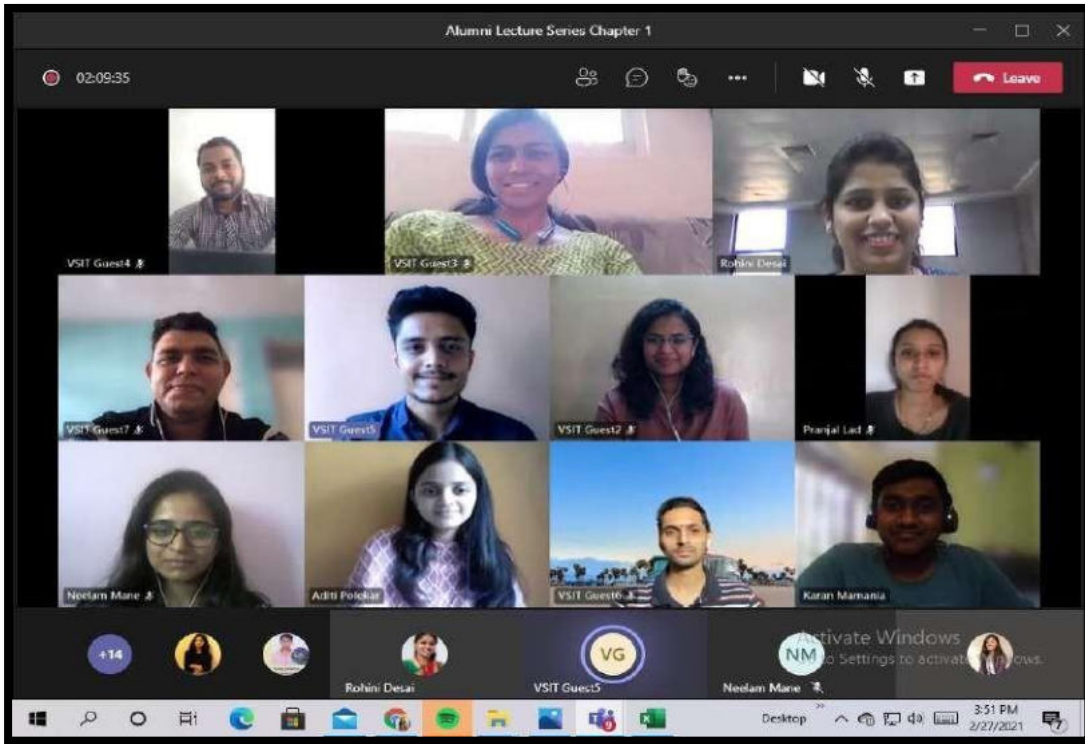 Alumni Lecture Series Chapter 1
02:09:35
Leave
VSIT Guest4
VSIT Guest3
Rohini Desai
VSIT Guest7
VSIT Guest5
VSIT Guest2
Pranjal Lad
Neelam Mane
Aditi Polekar
VSIT Guest6
Karan Mamania
+14
VG
NM
Activate Windows
Go to Settings to activate Windows.
Rohini Desai
VSIT Guest5
Neelam Mane
Desktop
3:51 PM
2/27/2021
7